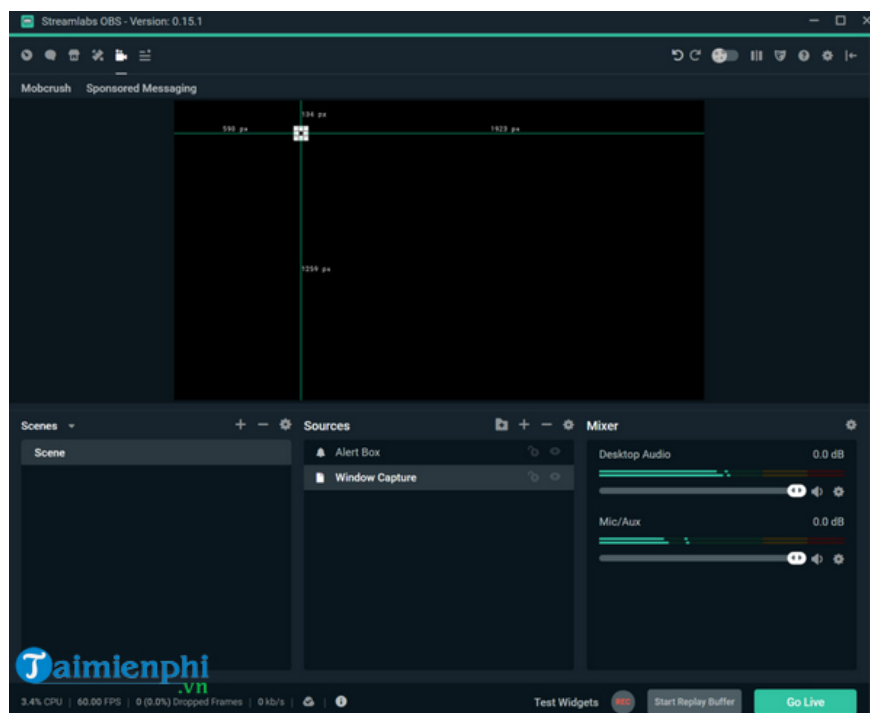 Streamlabs OBS - Version: 0.15.1
Mobcrush Sponsored Messaging
134 px
590 px 1923 px
1259 px
Scenes Sources Mixer
Scene Alert Box Desktop Audio 0.0 dB
Window Capture
Mic/Aux 0.0 dB
Taimienphi
.vn
3.4% CPU | 60.00 FPS | 0 (0.0%) Dropped Frames | 0 kb/s | Test Widgets REC Start Replay Buffer Go Live